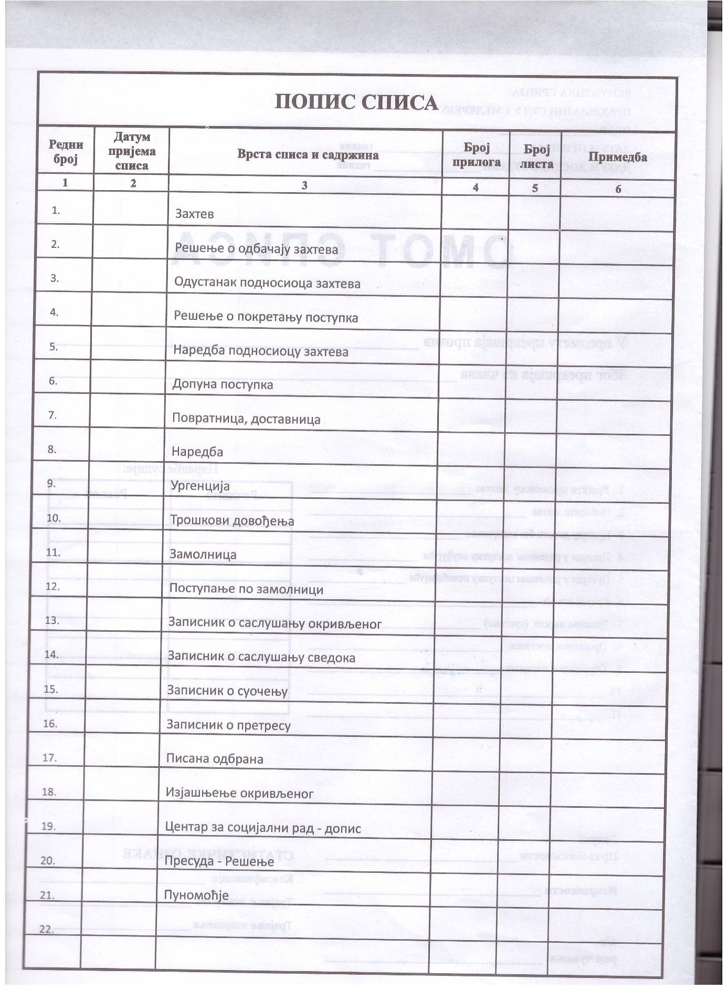 ПОПИС СПИСА
Редни број
Датум пријема списа
Врста списа и садржина
Број прилога
Број листа
Примедба
1 2 3 4 5 6
1. Захтев
2. Решење о одбачају захтева
3. Одустанак подносиоца захтева
4. Решење о покретању поступка
5. Наредба подносиоцу захтева
6. Допуна поступка
7. Повратница, доставница
8. Наредба
9. Ургенција
10. Трошкови довођења
11. Замолница
12. Поступање по замолници
13. Записник о саслушању окривљеног
14. Записник о саслушању сведока
15. Записник о суочењу
16. Записник о претресу
17. Писана одбрана
18. Изјашњење окривљеног
19. Центар за социјални рад - допис
20. Пресуда - Решење
21. Пуномоћје
22.